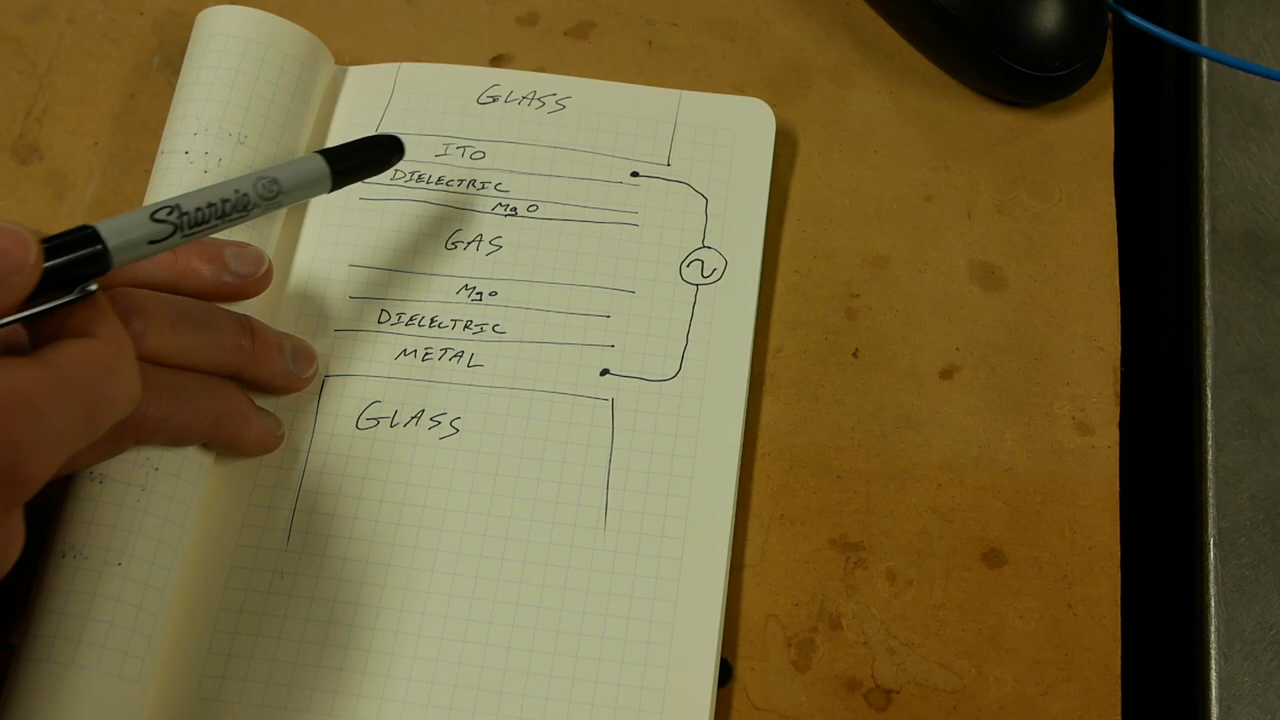 GLASS
ITO
DIELECTRIC
MgO
GAS
MgO
DIELECTRIC
METAL
GLASS
Sharpie